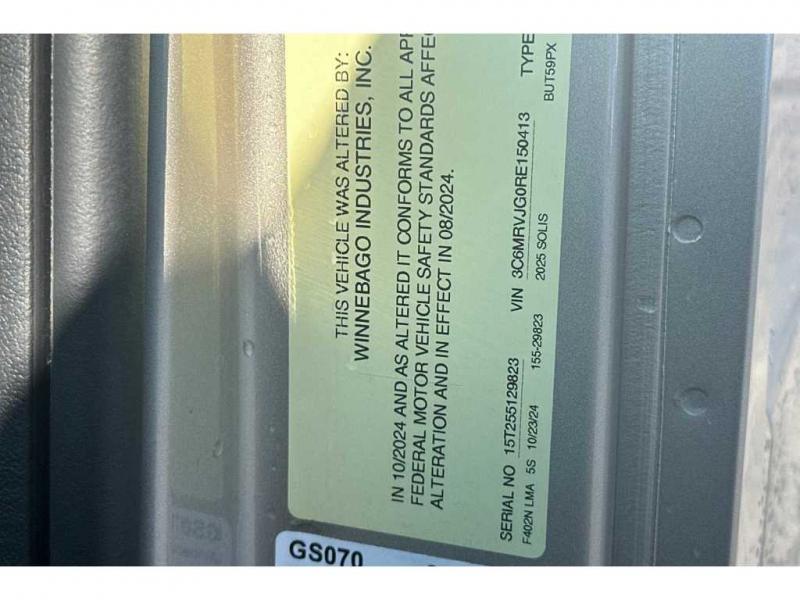 THIS VEHICLE WAS ALTERED BY:
WINNEBAGO INDUSTRIES, INC.
IN 10/2024 AND AS ALTERED IT CONFORMS TO ALL APP
FEDERAL MOTOR VEHICLE SAFETY STANDARDS AFFEC
ALTERATION AND IN EFFECT IN 08/2024.
SERIAL NO 15T255129823 VIN 3C6MRVJG0RE150413 TYPE
F402N LMA 5S 10/23/24 155-29823 2025 SOLIS BUT59PX
GS070